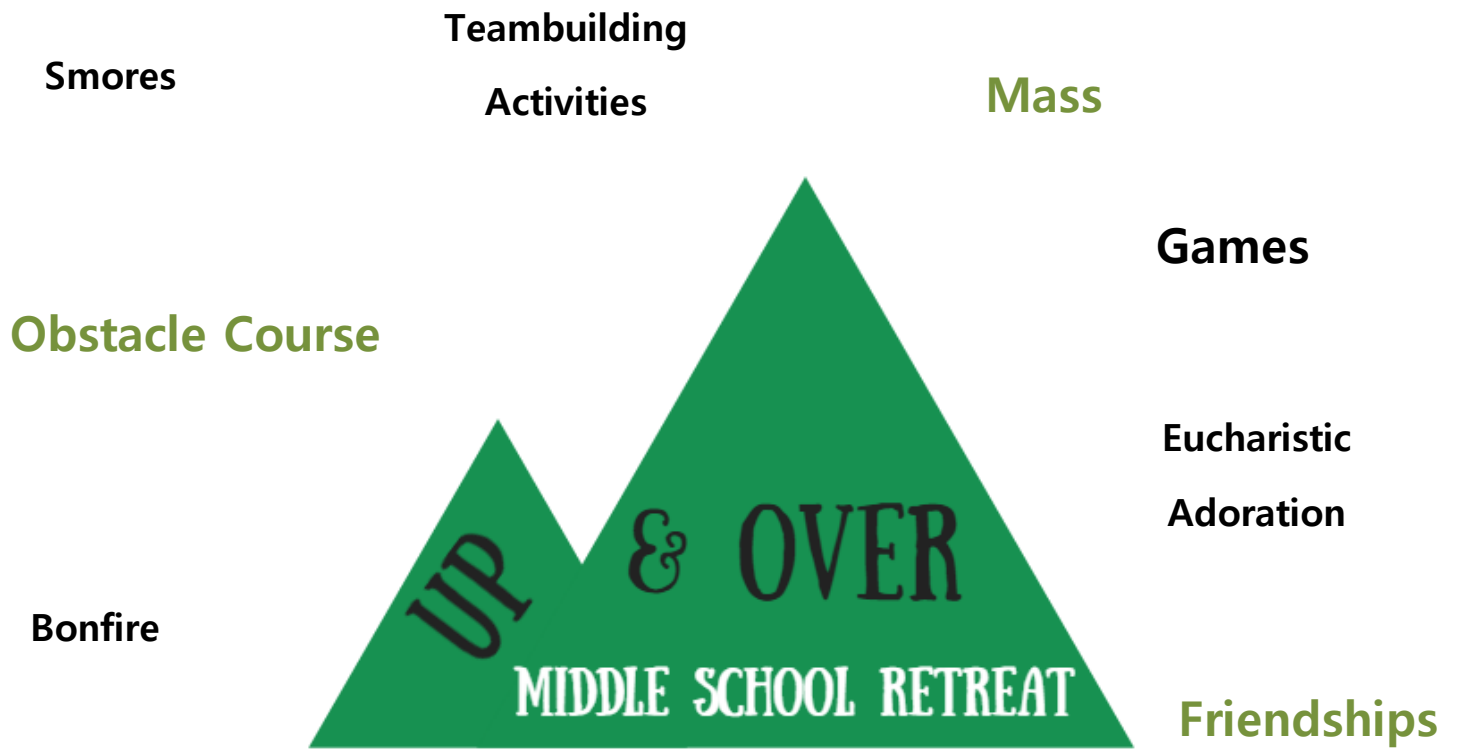 Teambuilding
Smores
Activities
Mass
Games
Obstacle Course
Eucharistic
Adoration
UP & OVER
Bonfire
MIDDLE SCHOOL RETREAT
Friendships